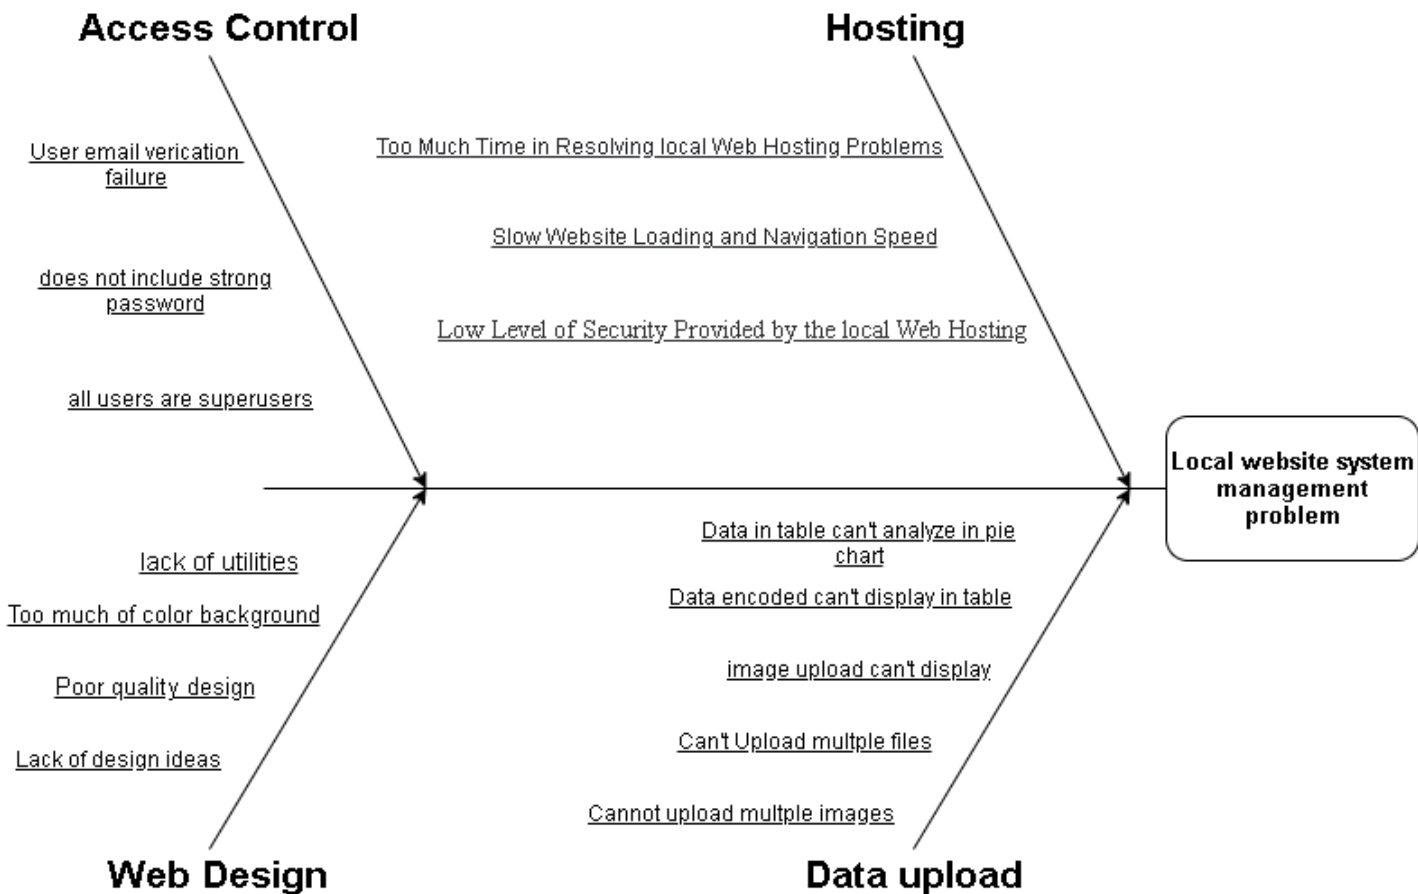 Access Control
Hosting
User email verication
failure
does not include strong
password
all users are superusers
Too Much Time in Resolving local Web Hosting Problems
Slow Website Loading and Navigation Speed
Low Level of Security Provided by the local Web Hosting
Local website system
management
problem
lack of utilities
Too much of color background
Poor quality design
Lack of design ideas
Data in table can't analyze in pie
chart
Data encoded can't display in table
image upload can't display
Can't Upload multple files
Cannot upload multple images
Web Design
Data upload